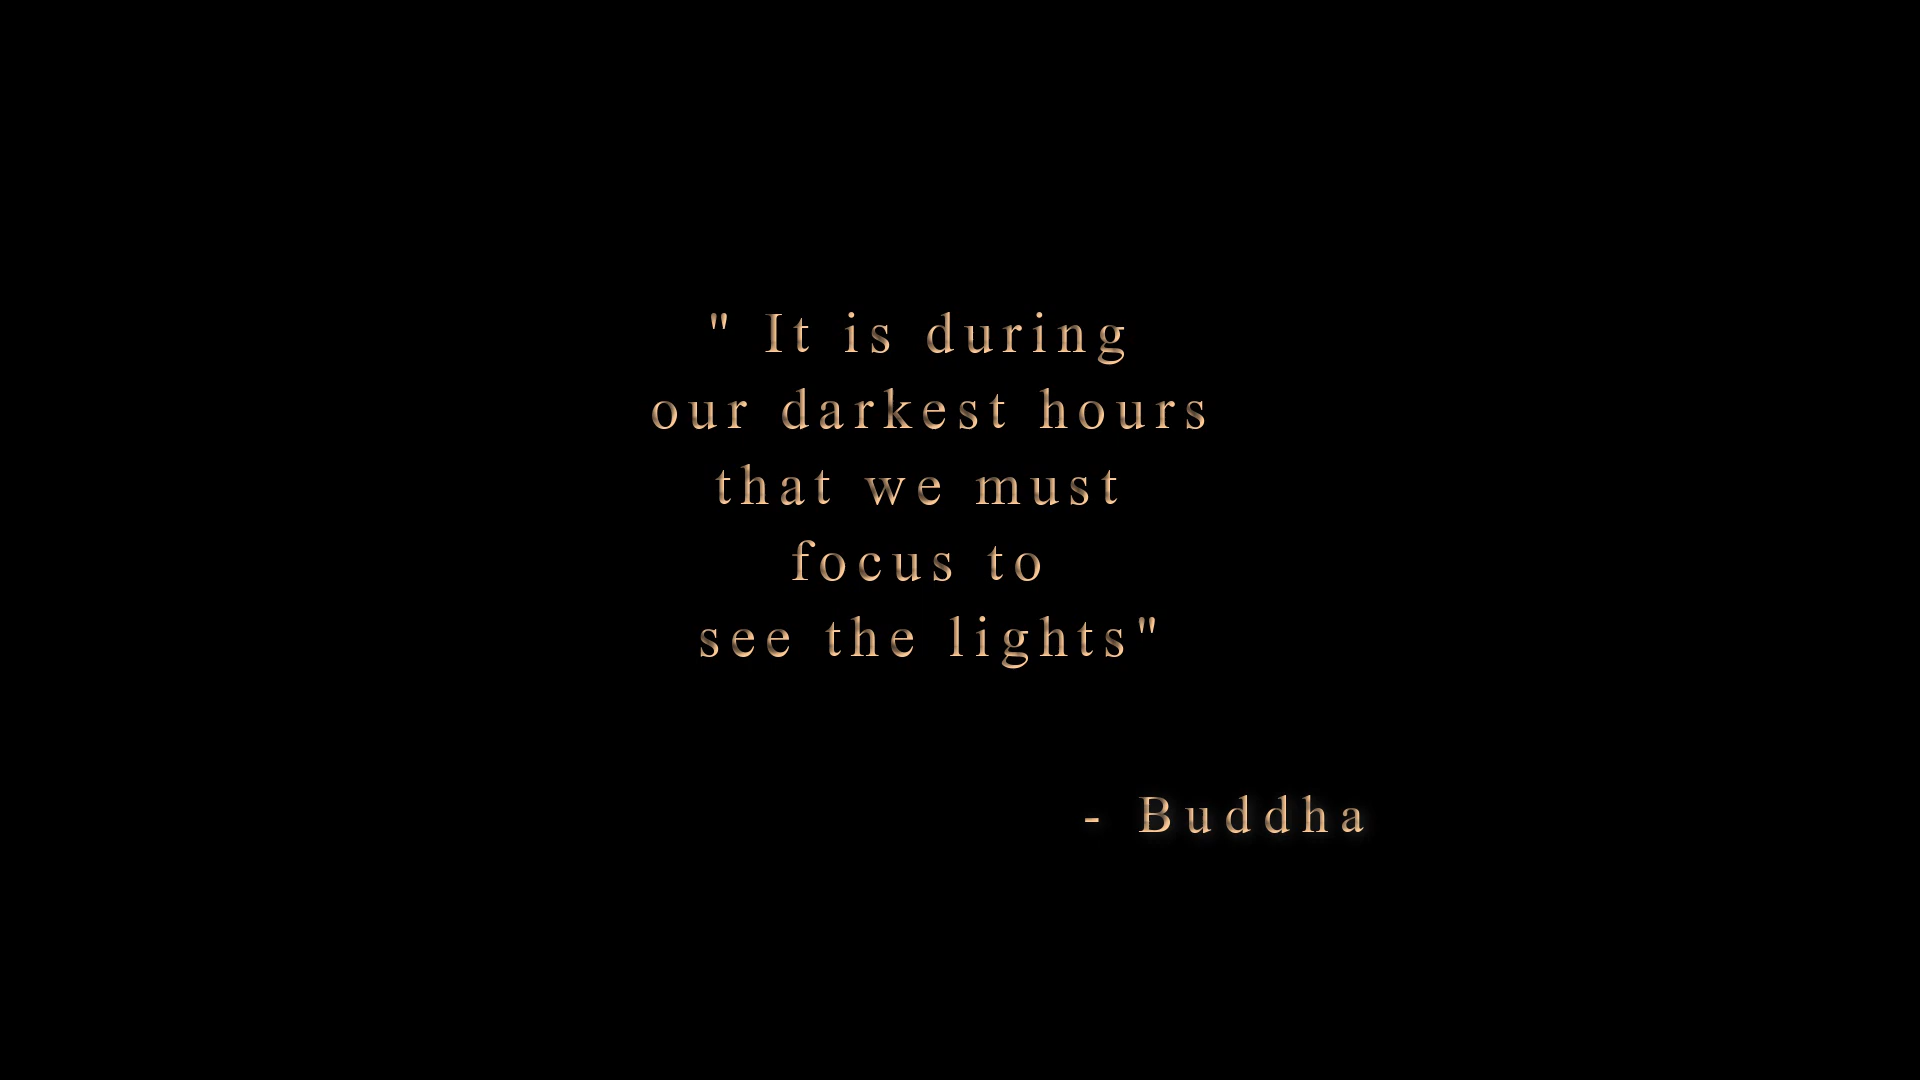 " It is during
our darkest hours
that we must
focus to
see the lights"
- Buddha